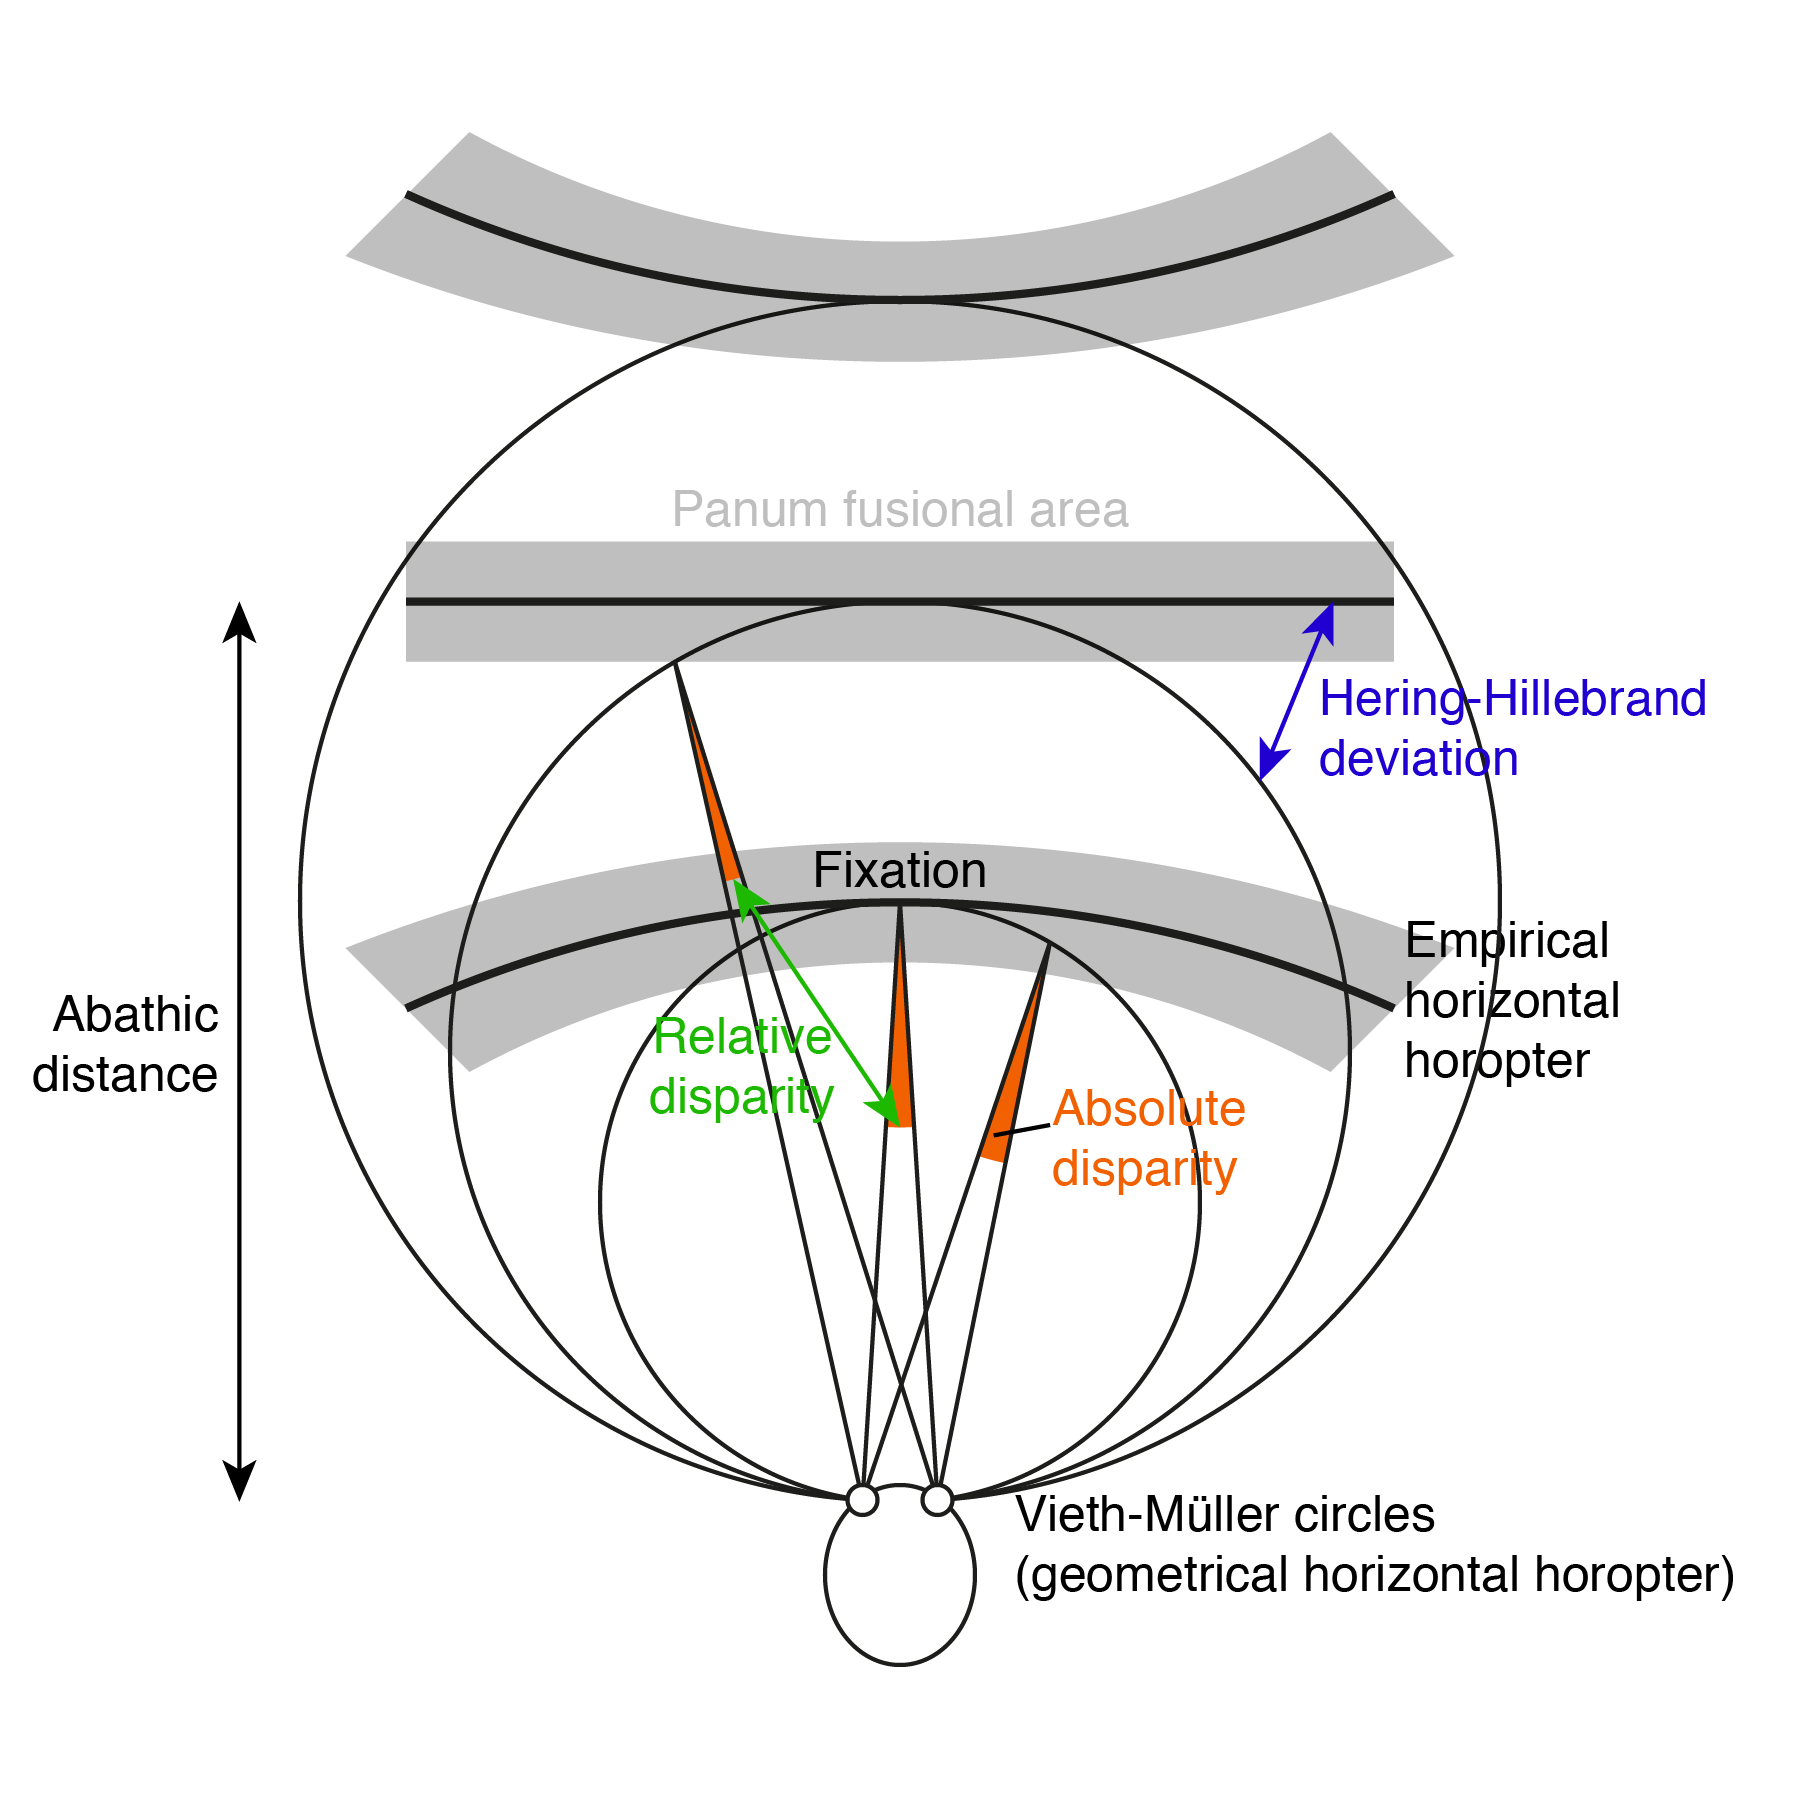 Panum fusional area
Hering-Hillebrand
deviation
Fixation
Empirical
horizontal
horopter
Abathic
distance
Relative
disparity
Absolute
disparity
Vieth-Müller circles
(geometrical horizontal horopter)